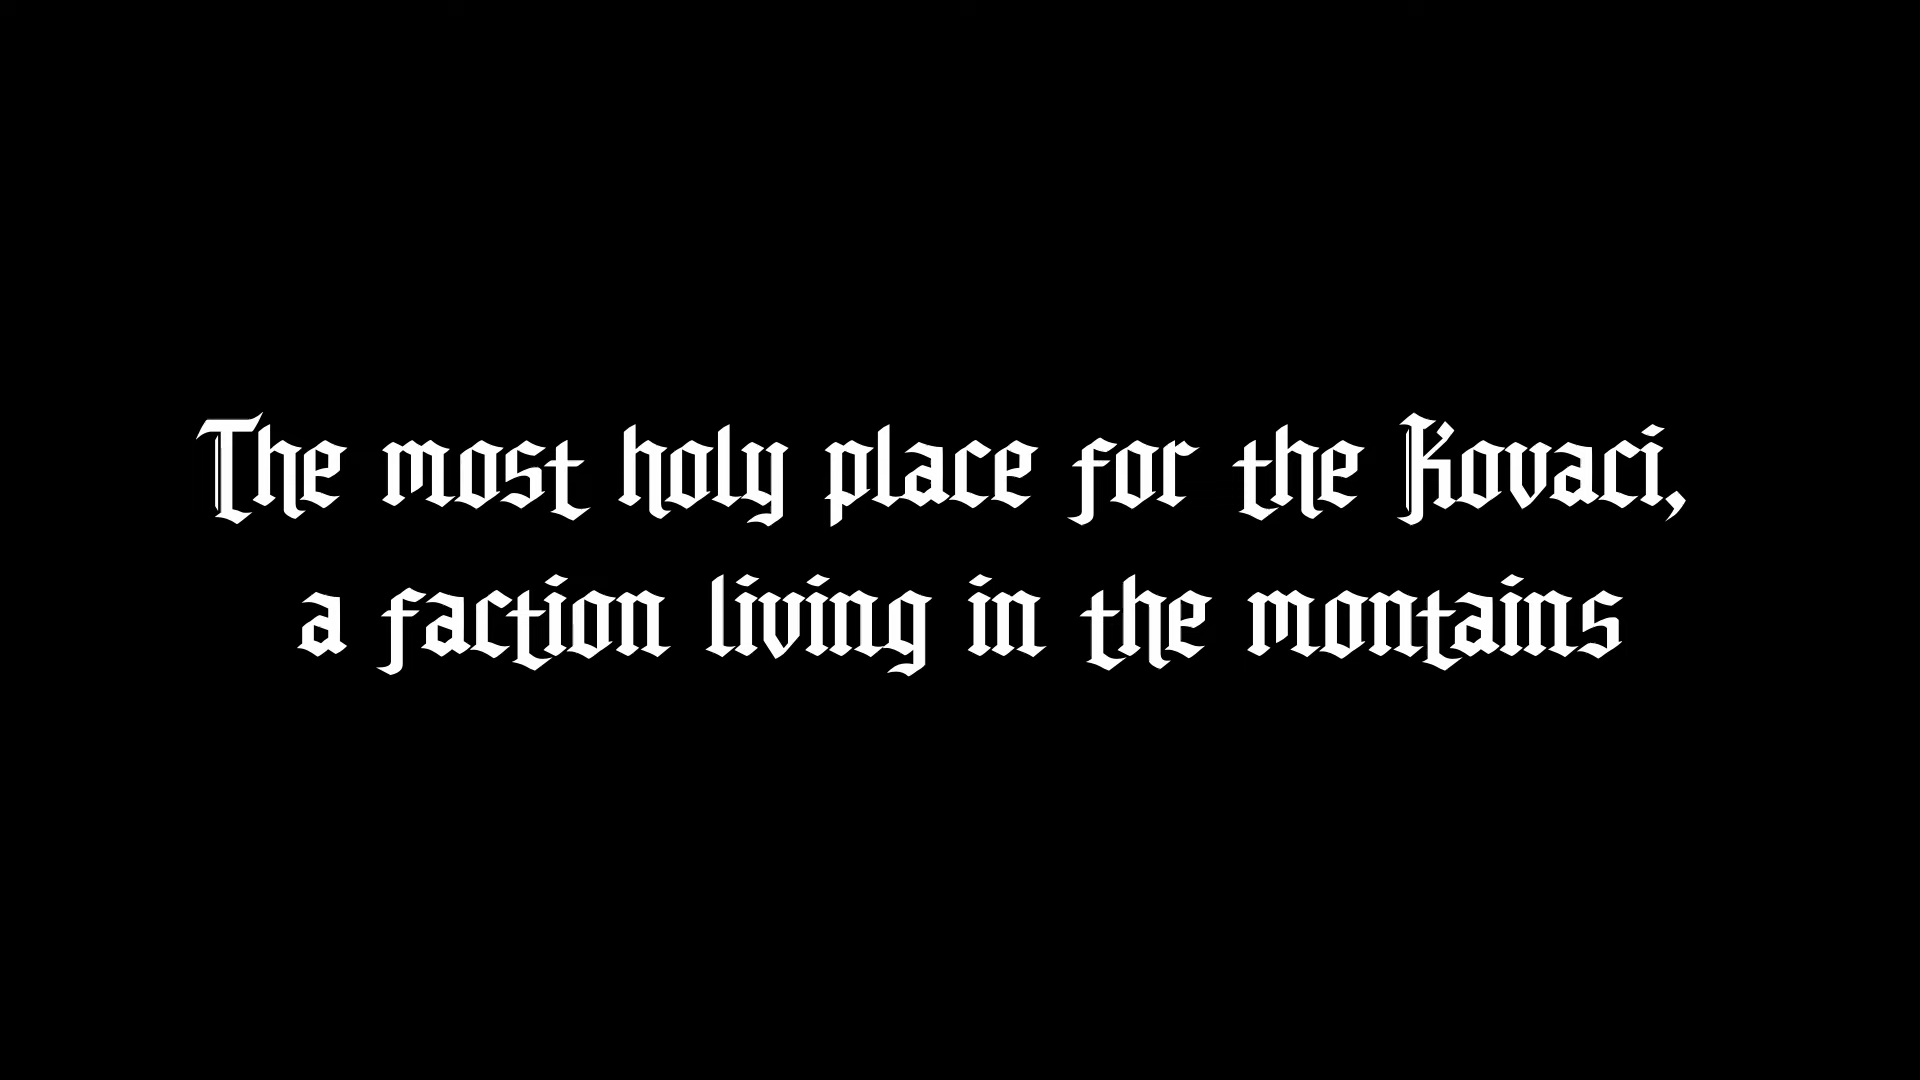 The most holy place for the Kovaci,
a faction living in the montains